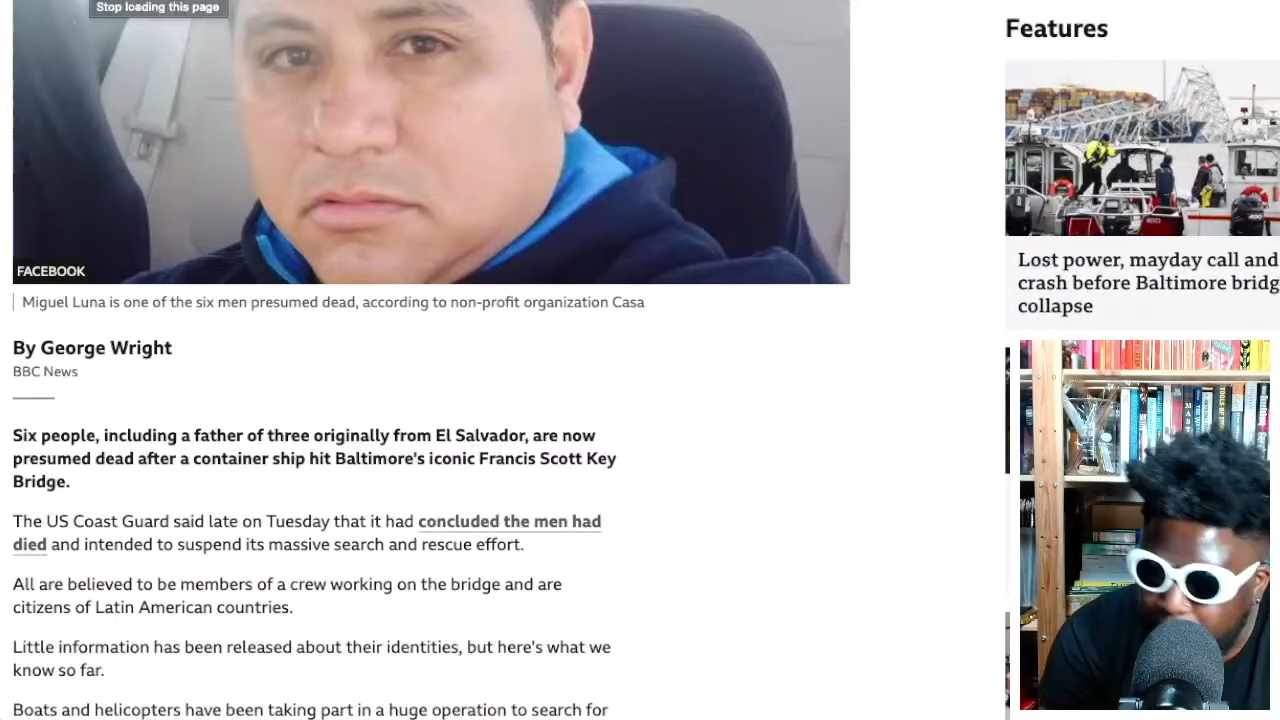 Stop loading this page
FACEBOOK
Miguel Luna is one of the six men presumed dead, according to non-profit organization Casa
By George Wright
BBC News
Six people, including a father of three originally from El Salvador, are now
presumed dead after a container ship hit Baltimore's iconic Francis Scott Key
Bridge.
The US Coast Guard said late on Tuesday that it had concluded the men had
died and intended to suspend its massive search and rescue effort.
All are believed to be members of a crew working on the bridge and are
citizens of Latin American countries.
Little information has been released about their identities, but here's what we
know so far.
Boats and helicopters have been taking part in a huge operation to search for
Features
Lost power, mayday call and
crash before Baltimore bridg
collapse